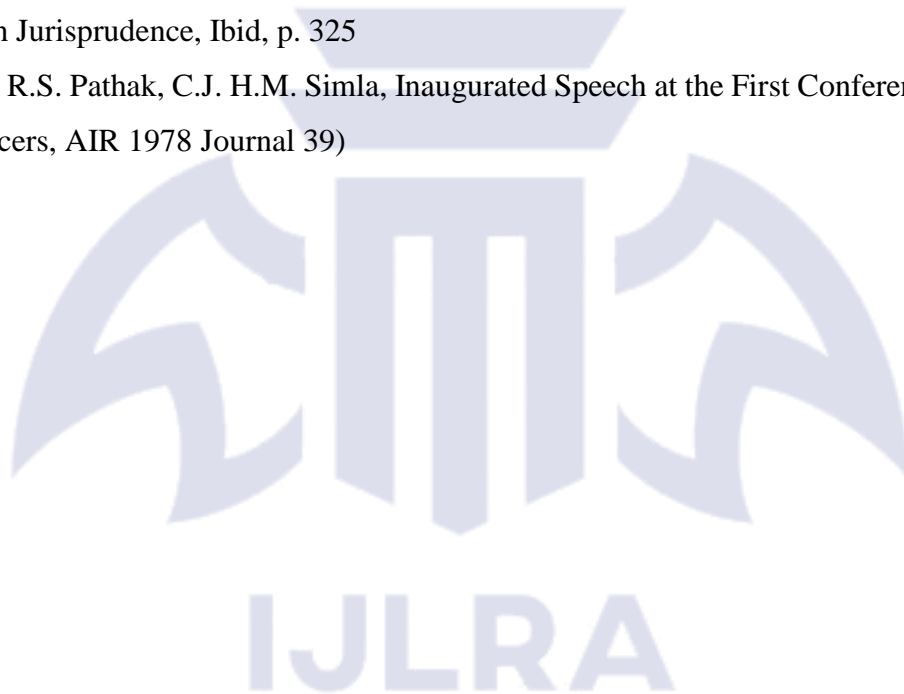 n Jurisprudence, Ibid, p. 325
R.S. Pathak, C.J. H.M. Simla, Inaugurated Speech at the First Conferen
cers, AIR 1978 Journal 39)
IJLRA